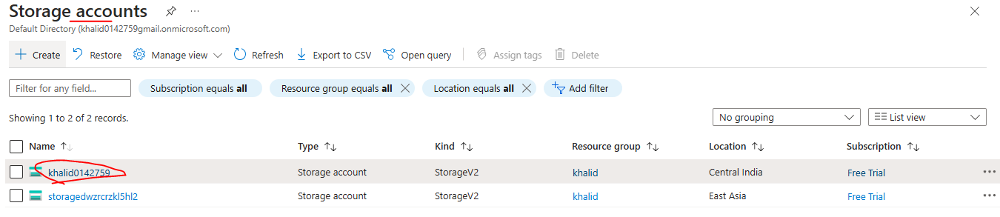 Storage accounts ...
Default Directory (khalid0142759gmail.onmicrosoft.com)
Create Restore Manage view Refresh Export to CSV Open query Assign tags Delete
Filter for any field... Subscription equals all Resource group equals all Location equals all Add filter
Showing 1 to 2 of 2 records. No grouping List view
Name Type Kind Resource group Location Subscription
khalid0142759 Storage account StorageV2 khalid Central India Free Trial ...
storagedwzrcrzkl5hl2 Storage account StorageV2 khalid East Asia Free Trial ...